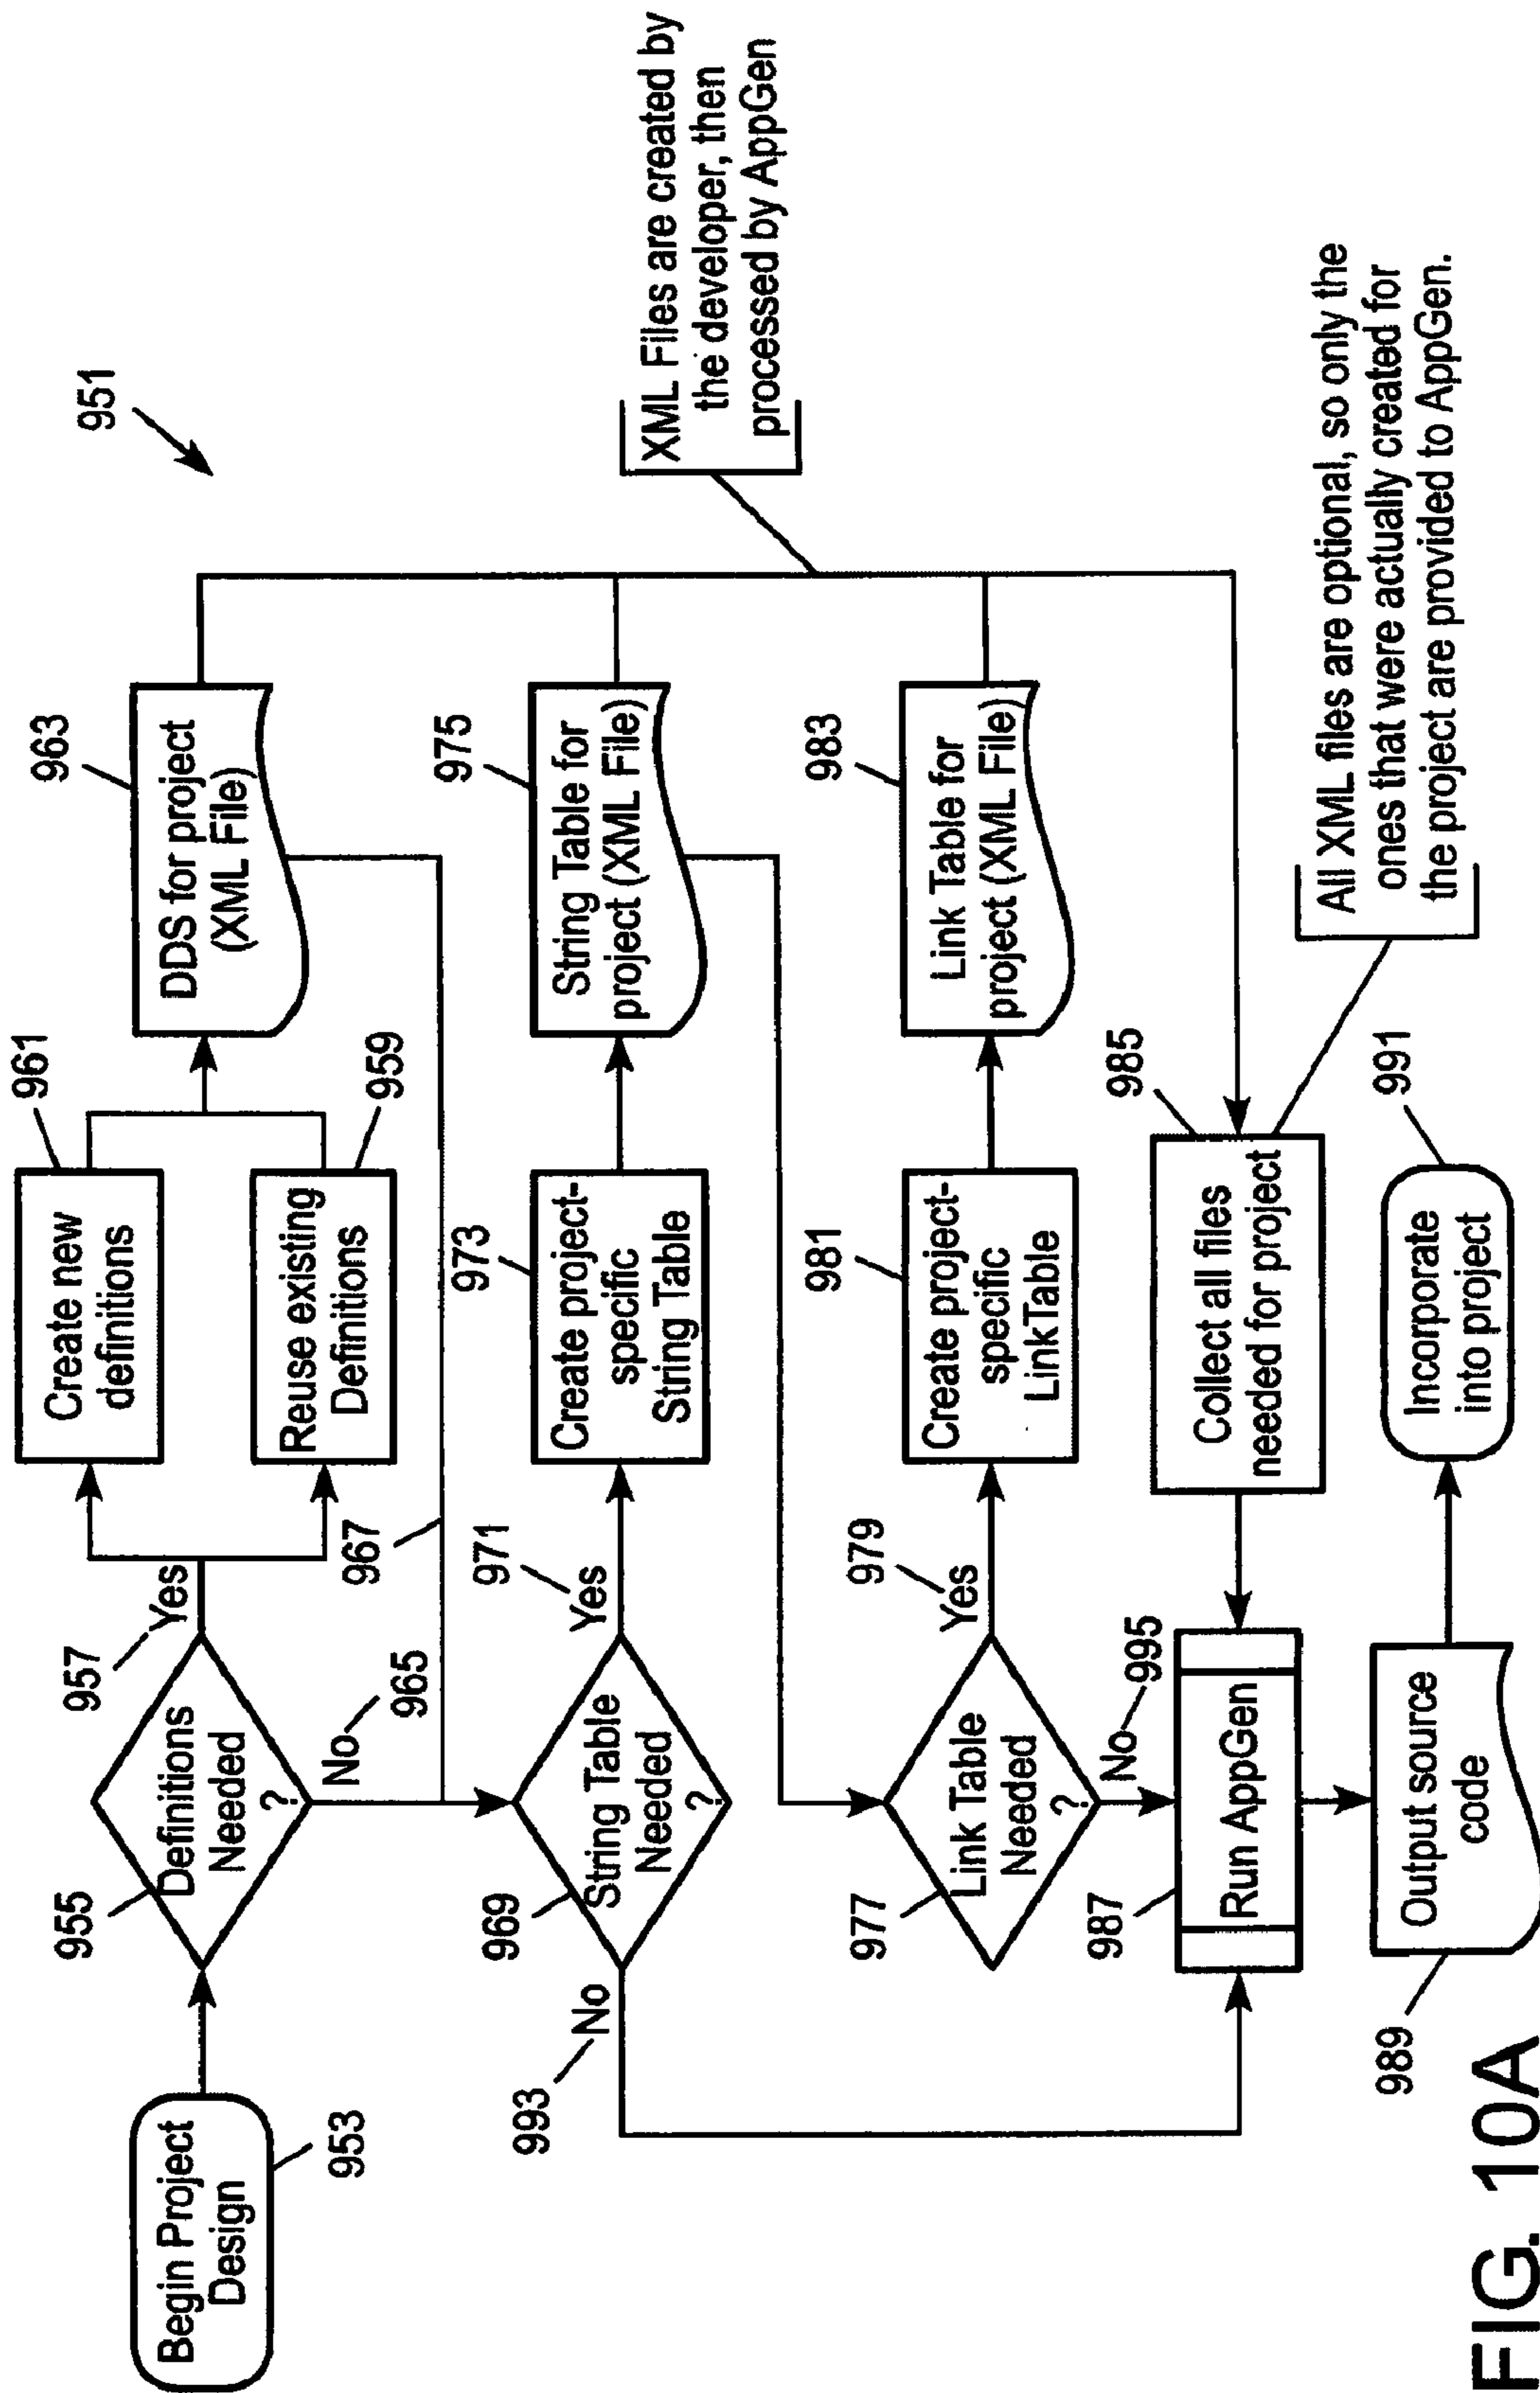 951
Begin Project
Design
953
955
Definitions
Needed
?
957
Yes
No
965
967
961
Create new
definitions
Reuse existing
Definitions
959
963
DDS for project
(XML File)
969
String Table
Needed
?
971
Yes
993
No
973
Create project-
specific
String Table
975
String Table for
project (XML File)
XML Files are created by
the developer, then
processed by AppGen
977
Link Table
Needed
?
979
Yes
No
995
981
Create project-
specific
LinkTable
983
Link Table for
project (XML File)
985
Collect all files
needed for project
987
Run AppGen
All XML files are optional, so only the
ones that were actually created for
the project are provided to AppGen.
989
Output source
code
991
Incorporate
into project
FIG. 10A